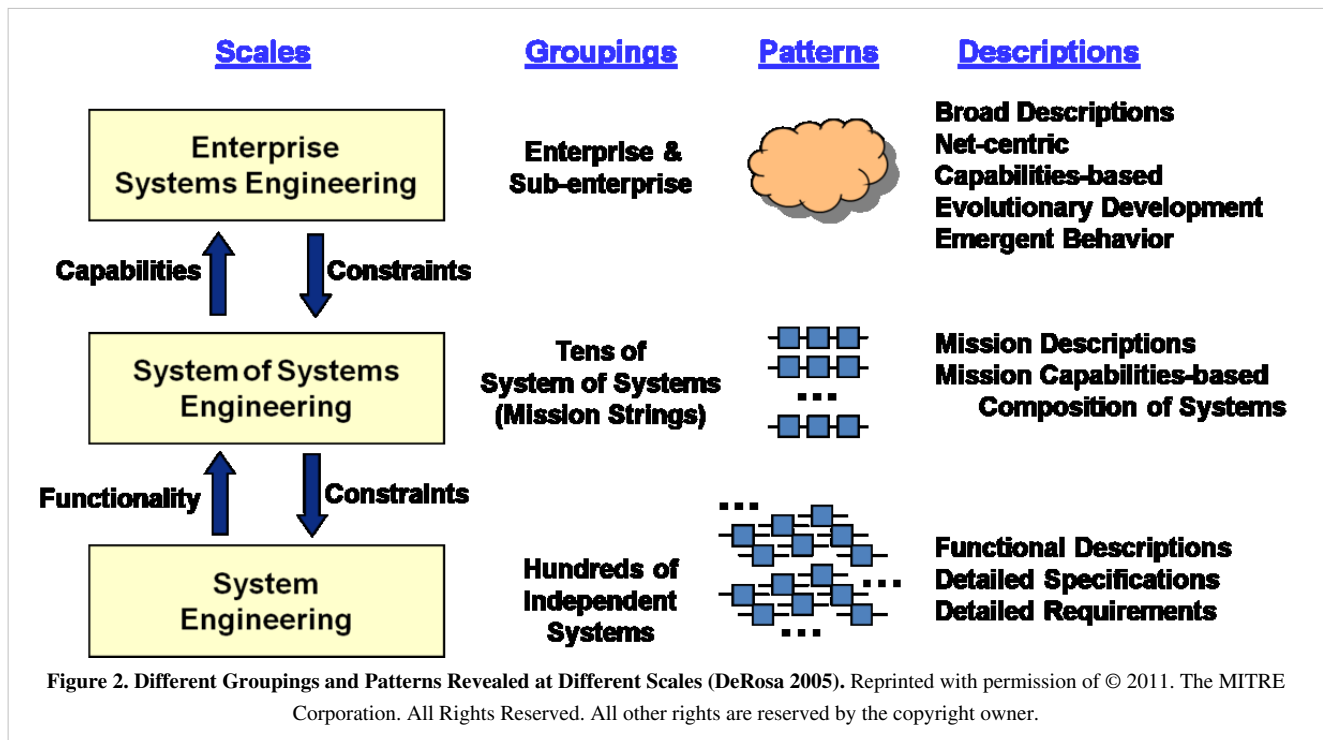 Scales
Groupings
Patterns
Descriptions
Enterprise
Systems Engineering
Enterprise &
Sub-enterprise
Broad Descriptions
Net-centric
Capabilities-based
Evolutionary Development
Emergent Behavior
Capabilities
Constraints
System of Systems
Engineering
Tens of
System of Systems
(Mission Strings)
Mission Descriptions
Mission Capabilities-based
Composition of Systems
Functionality
Constraints
System
Engineering
Hundreds of
Independent
Systems
Functional Descriptions
Detailed Specifications
Detailed Requirements
Figure 2. Different Groupings and Patterns Revealed at Different Scales (DeRosa 2005). Reprinted with permission of © 2011. The MITRE
Corporation. All Rights Reserved. All other rights are reserved by the copyright owner.